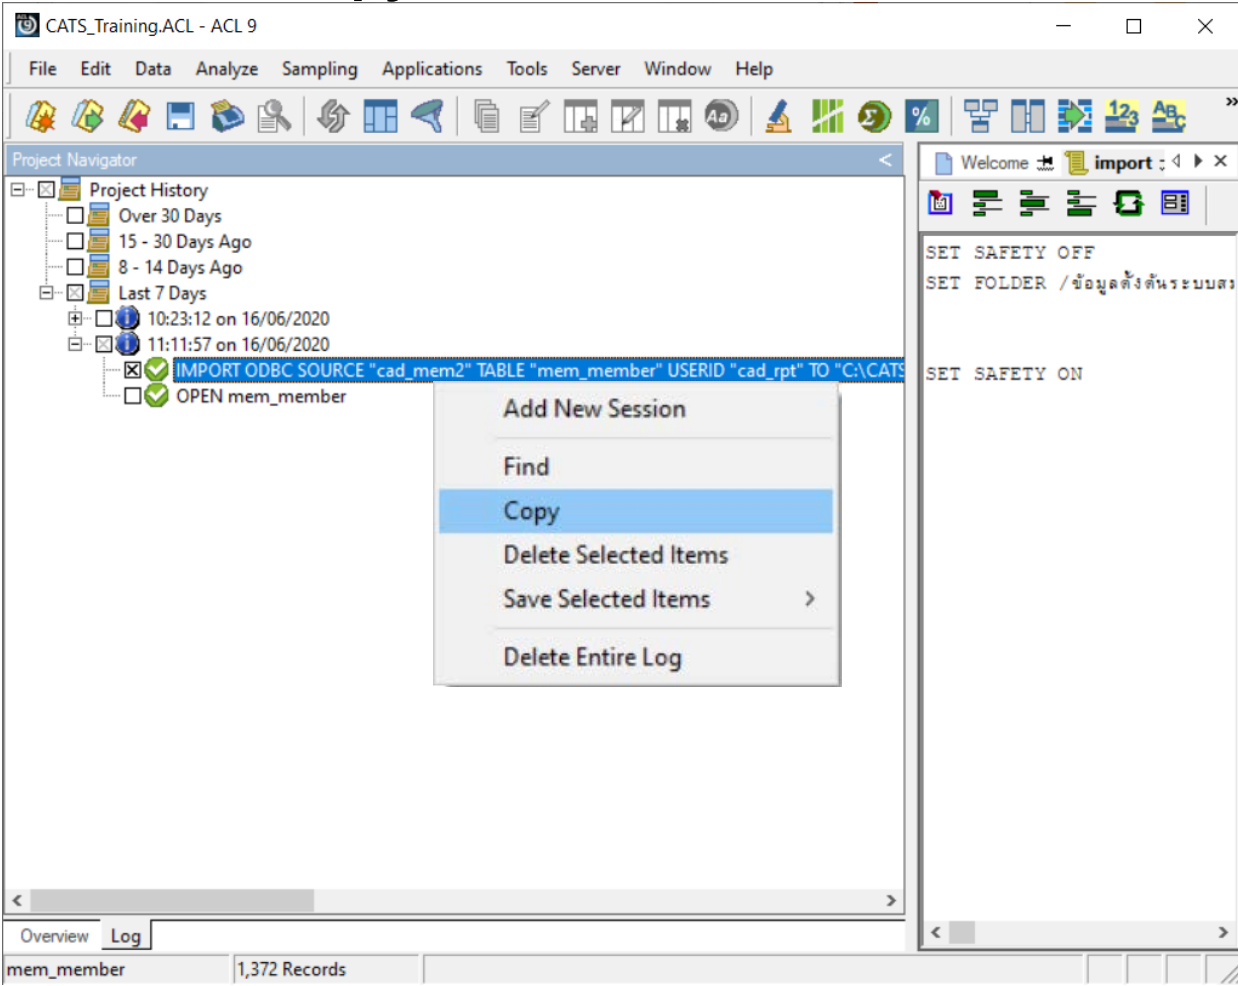 CATS_Training.ACL - ACL 9
File Edit Data Analyze Sampling Applications Tools Server Window Help
Project Navigator
Project History
Over 30 Days
15 - 30 Days Ago
8 - 14 Days Ago
Last 7 Days
10:23:12 on 16/06/2020
11:11:57 on 16/06/2020
IMPORT ODBC SOURCE "cad_mem2" TABLE "mem_member" USERID "cad_rpt" TO "C:\CATS
OPEN mem_member
Add New Session
Find
Copy
Delete Selected Items
Save Selected Items
Delete Entire Log
Overview Log
mem_member 1,372 Records
Welcome import
SET SAFETY OFF
SET FOLDER /ข้อมูลตั้งต้นระบบสง
SET SAFETY ON